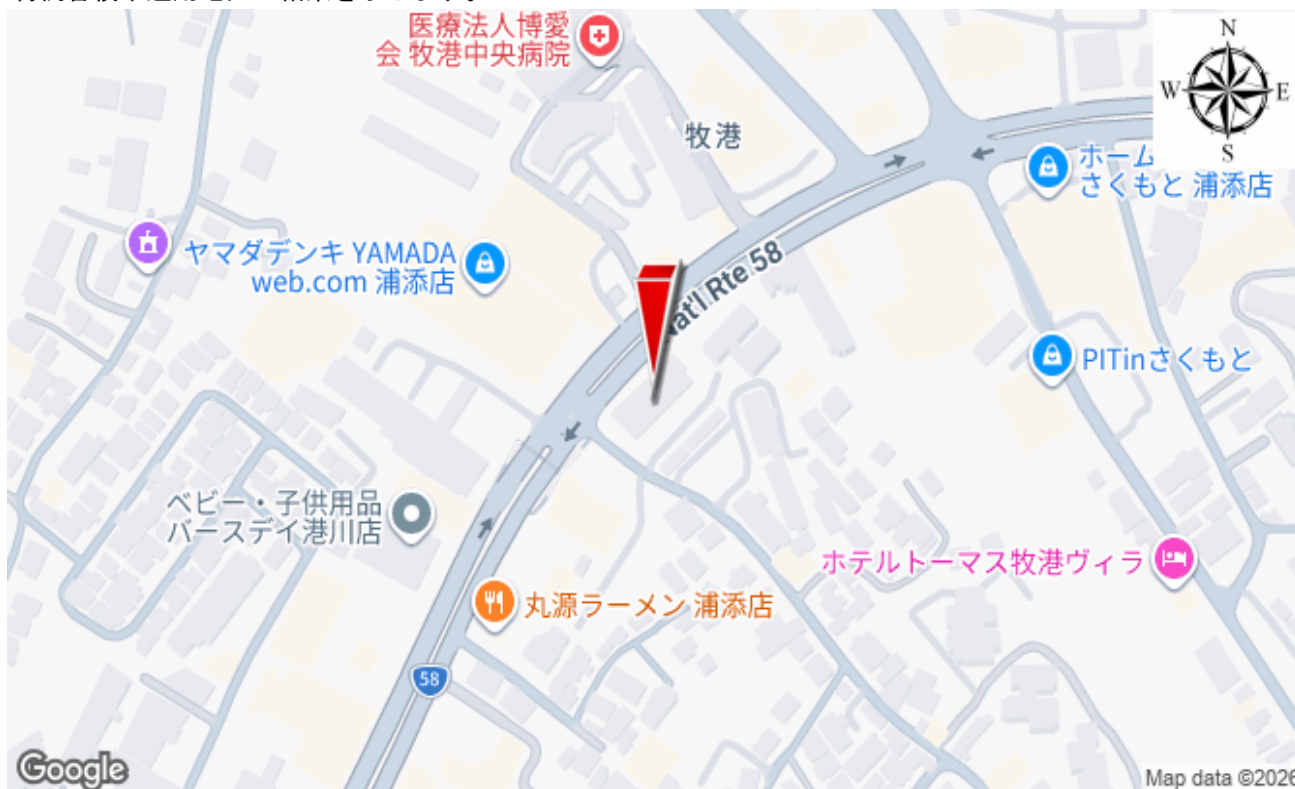 医療法人博愛
会 牧港中央病院
N
W
E
S
牧港
ホーム
さくもと 浦添店
ヤマダデンキ YAMADA
web.com 浦添店
Nat'l Rte 58
PITinさくもと
ベビー・子供用品
バースデイ港川店
ホテルトーマス牧港ヴィラ
丸源ラーメン 浦添店
58
Google
Map data ©2026